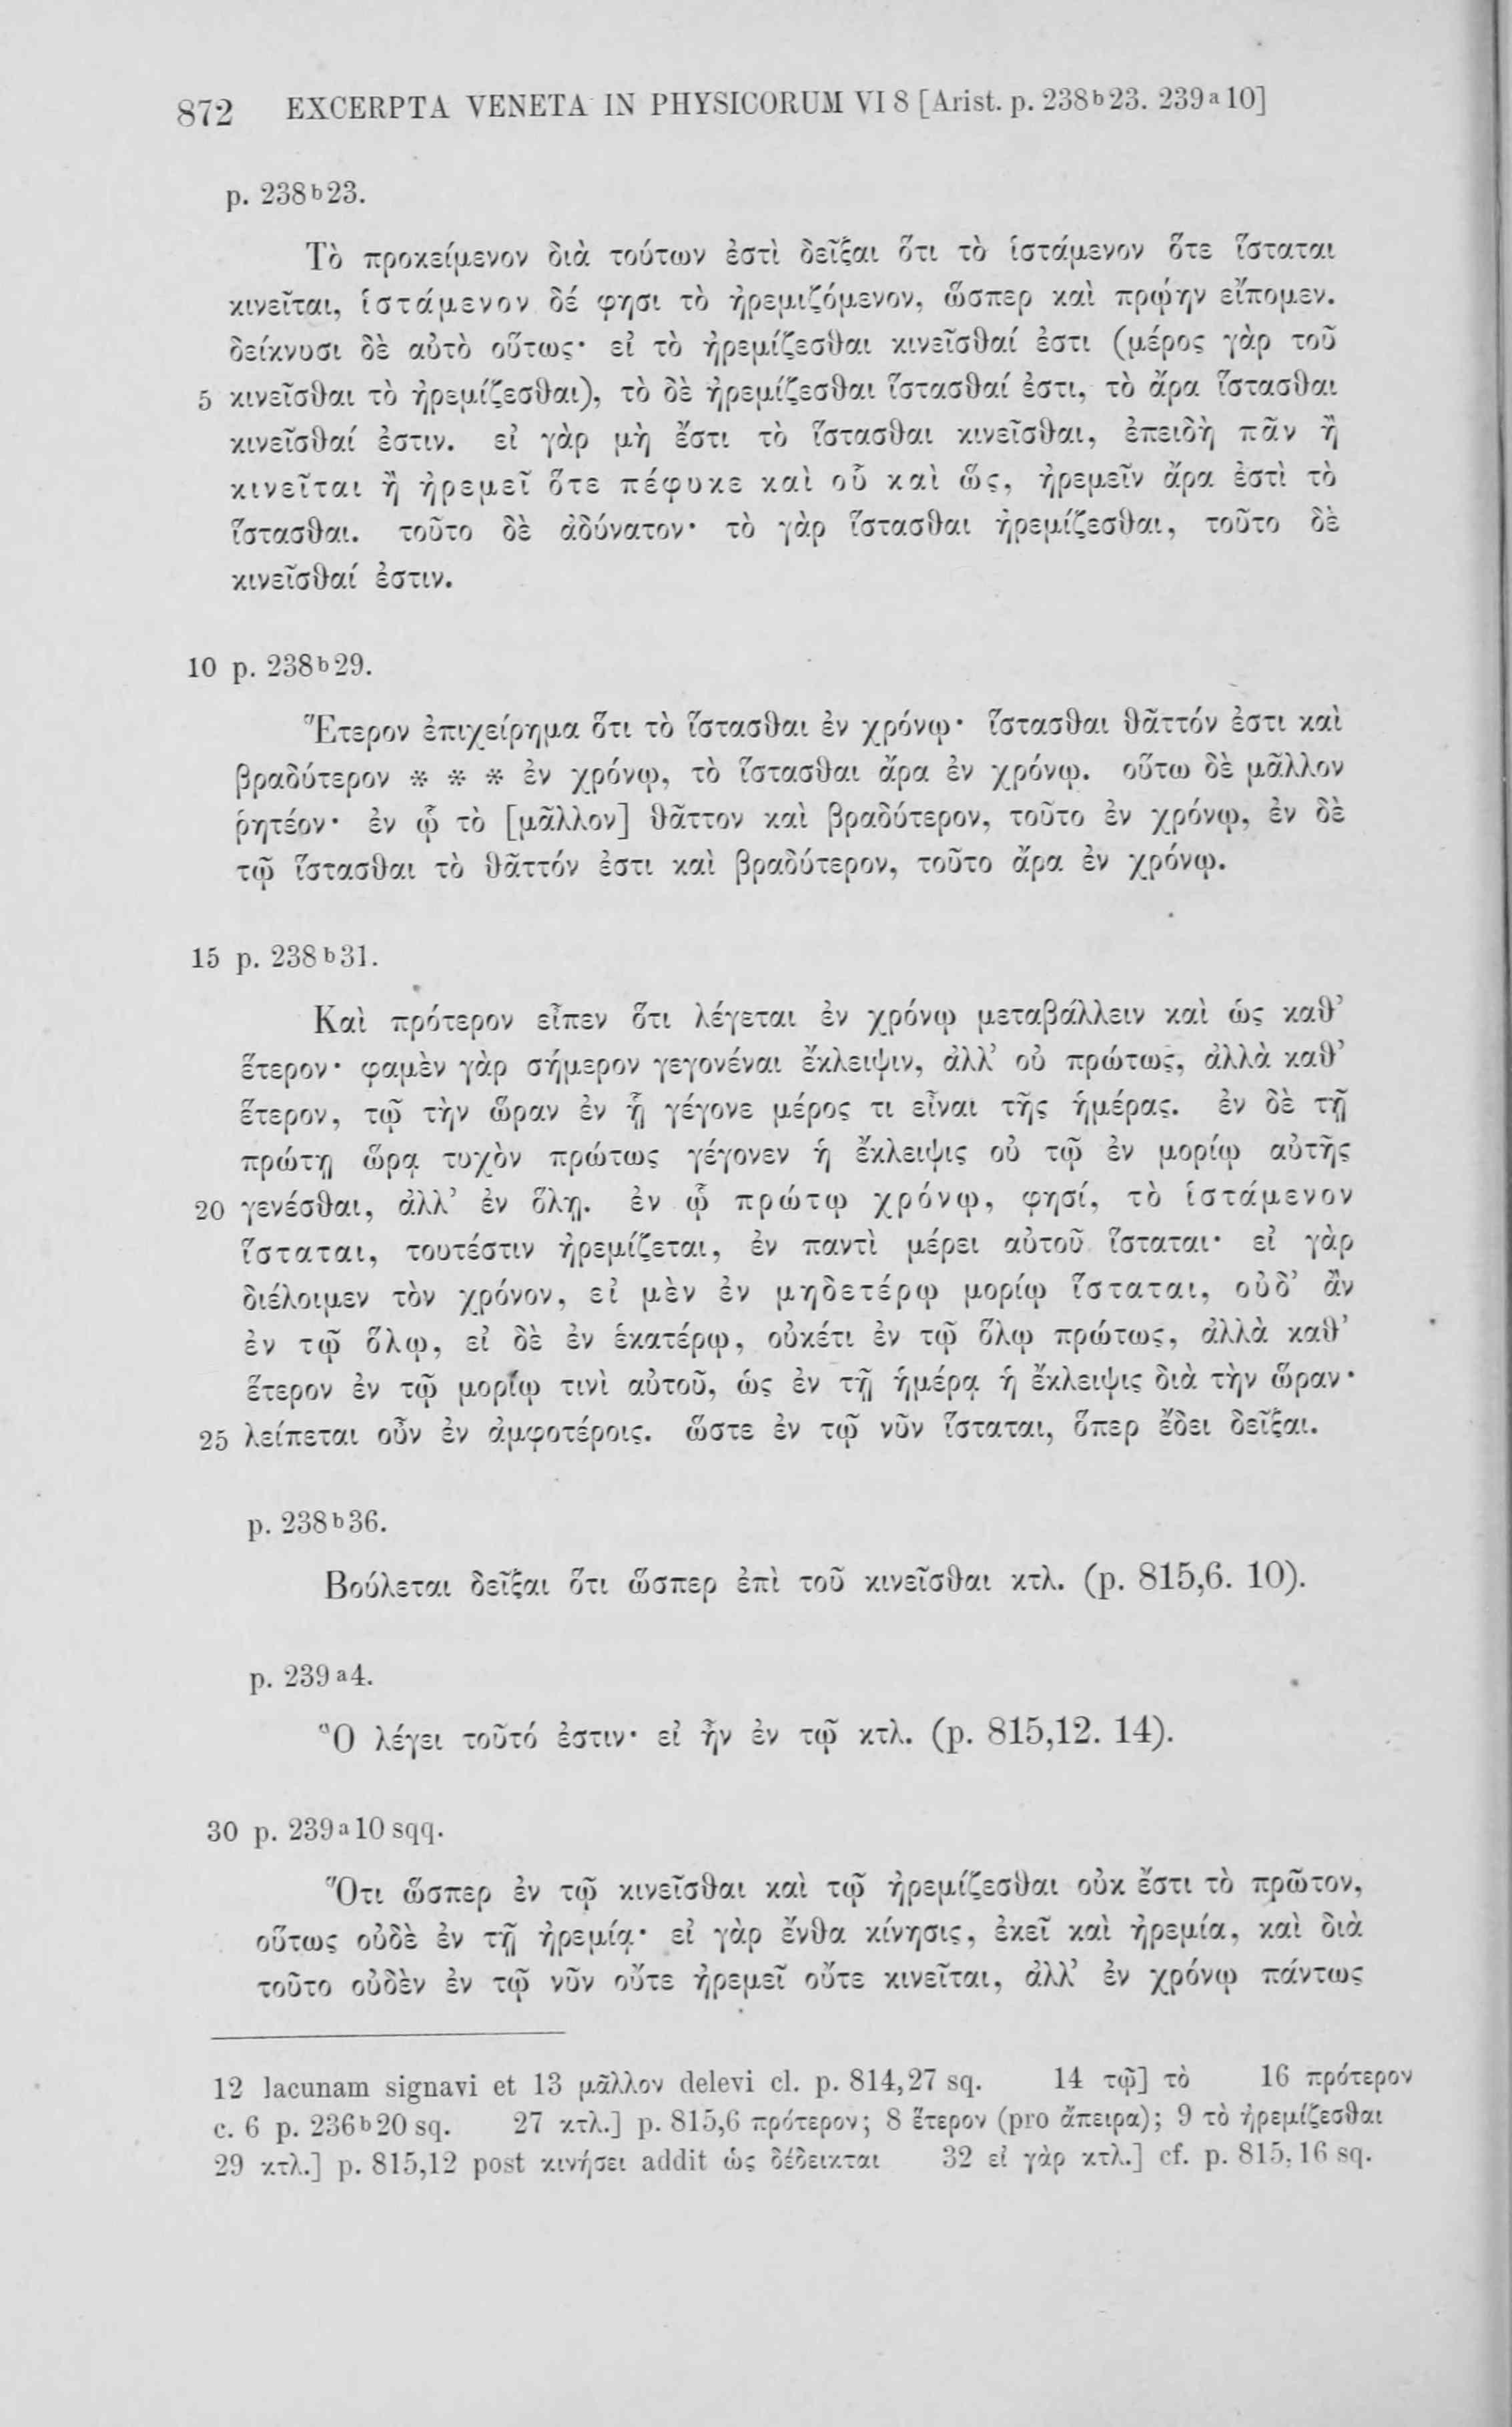 872 EXCERPTA VENETA IN PHYSICORUM VI 8 [Arist. p. 238ᵇ23. 239ᵃ10]
p. 238ᵇ23.
Τὸ προκείμενον διὰ τούτων ἐστὶ δεῖξαι ὅτι τὸ ἱστάμενον ὅτε ἵσταται
κινεῖται, ἱστάμενον δέ φησι τὸ ἠρεμιζόμενον, ὥσπερ καὶ πρῴην εἴπομεν.
δείκνυσι δὲ αὐτὸ οὕτως· εἰ τὸ ἠρεμίζεσθαι κινεῖσθαί ἐστι (μέρος γὰρ τοῦ
5 κινεῖσθαι τὸ ἠρεμίζεσθαι), τὸ δὲ ἠρεμίζεσθαι ἵστασθαί ἐστι, τὸ ἄρα ἵστασθαι
κινεῖσθαί ἐστιν. εἰ γὰρ μὴ ἔστι τὸ ἵστασθαι κινεῖσθαι, ἐπειδὴ πᾶν ἢ
κινεῖται ἢ ἠρεμεῖ ὅτε πέφυκε καὶ οὗ καὶ ὥς, ἠρεμεῖν ἄρα ἐστὶ τὸ
ἵστασθαι. τοῦτο δὲ ἀδύνατον· τὸ γὰρ ἵστασθαι ἠρεμίζεσθαι, τοῦτο δὲ
κινεῖσθαί ἐστιν.
10 p. 238ᵇ29.
Ἕτερον ἐπιχείρημα ὅτι τὸ ἵστασθαι ἐν χρόνῳ· ἵστασθαι θᾶττόν ἐστι καὶ
βραδύτερον * * * ἐν χρόνῳ, τὸ ἵστασθαι ἄρα ἐν χρόνῳ. οὕτω δὲ μᾶλλον
ῥητέον· ἐν ᾧ τὸ [μᾶλλον] θᾶττον καὶ βραδύτερον, τοῦτο ἐν χρόνῳ, ἐν δὲ
τῷ ἵστασθαι τὸ θᾶττόν ἐστι καὶ βραδύτερον, τοῦτο ἄρα ἐν χρόνῳ.
15 p. 238ᵇ31.
Καὶ πρότερον εἶπεν ὅτι λέγεται ἐν χρόνῳ μεταβάλλειν καὶ ὡς καθ’
ἕτερον· φαμὲν γὰρ σήμερον γεγονέναι ἔκλειψιν, ἀλλ’ οὐ πρώτως, ἀλλὰ καθ’
ἕτερον, τῷ τὴν ὥραν ἐν ᾗ γέγονε μέρος τι εἶναι τῆς ἡμέρας. ἐν δὲ τῇ
πρώτῃ ὥρᾳ τυχὸν πρώτως γέγονεν ἡ ἔκλειψις οὐ τῷ ἐν μορίῳ αὐτῆς
20 γενέσθαι, ἀλλ’ ἐν ὅλῃ. ἐν ᾧ πρώτῳ χρόνῳ, φησί, τὸ ἱστάμενον
ἵσταται, τουτέστιν ἠρεμίζεται, ἐν παντὶ μέρει αὐτοῦ ἵσταται· εἰ γὰρ
διέλοιμεν τὸν χρόνον, εἰ μὲν ἐν μηδετέρῳ μορίῳ ἵσταται, οὐδ’ ἂν
ἐν τῷ ὅλῳ, εἰ δὲ ἐν ἑκατέρῳ, οὐκέτι ἐν τῷ ὅλῳ πρώτως, ἀλλὰ καθ’
ἕτερον ἐν τῷ μορίῳ τινὶ αὐτοῦ, ὡς ἐν τῇ ἡμέρᾳ ἡ ἔκλειψις διὰ τὴν ὥραν·
25 λείπεται οὖν ἐν ἀμφοτέροις. ὥστε ἐν τῷ νῦν ἵσταται, ὅπερ ἔδει δεῖξαι.
p. 238ᵇ36.
Βούλεται δεῖξαι ὅτι ὥσπερ ἐπὶ τοῦ κινεῖσθαι κτλ. (p. 815,6. 10).
p. 239ᵃ4.
Ὃ λέγει τοῦτό ἐστιν· εἰ ἦν ἐν τῷ κτλ. (p. 815,12. 14).
30 p. 239ᵃ10 sqq.
Ὅτι ὥσπερ ἐν τῷ κινεῖσθαι καὶ τῷ ἠρεμίζεσθαι οὐκ ἔστι τὸ πρῶτον,
οὕτως οὐδὲ ἐν τῇ ἠρεμίᾳ· εἰ γὰρ ἔνθα κίνησις, ἐκεῖ καὶ ἠρεμία, καὶ διὰ
τοῦτο οὐδὲν ἐν τῷ νῦν οὔτε ἠρεμεῖ οὔτε κινεῖται, ἀλλ’ ἐν χρόνῳ πάντως
12 lacunam signavi et 13 μᾶλλον delevi cl. p. 814,27 sq. 14 τῷ] τὸ 16 πρότερον
c. 6 p. 236ᵇ20 sq. 27 κτλ.] p. 815,6 πρότερον; 8 ἕτερον (pro ἄπειρα); 9 τὸ ἠρεμίζεσθαι
29 κτλ.] p. 815,12 post κινήσει addit ὡς δέδεικται 32 εἰ γὰρ κτλ.] cf. p. 815,16 sq.